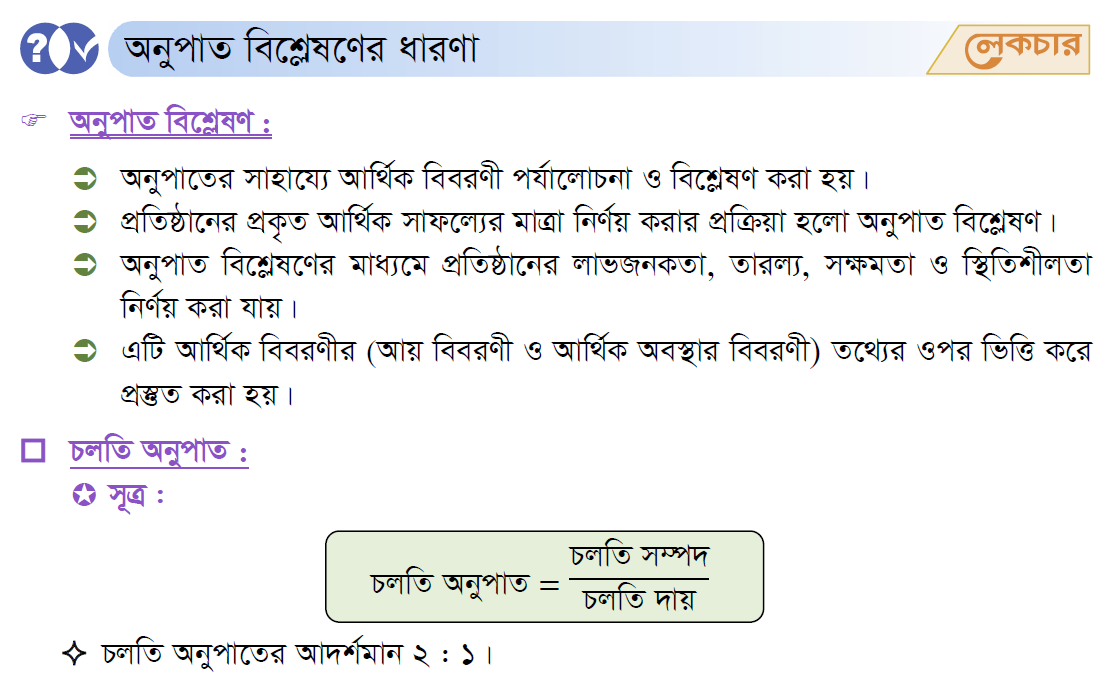 অনুপাত বিশ্লেষণের ধারণা
লেকচার
অনুপাত বিশ্লেষণ :
অনুপাতের সাহায্যে আর্থিক বিবরণী পর্যালোচনা ও বিশ্লেষণ করা হয়।
প্রতিষ্ঠানের প্রকৃত আর্থিক সাফল্যের মাত্রা নির্ণয় করার প্রক্রিয়া হলো অনুপাত বিশ্লেষণ।
অনুপাত বিশ্লেষণের মাধ্যমে প্রতিষ্ঠানের লাভজনকতা, তারল্য, সক্ষমতা ও স্থিতিশীলতা
নির্ণয় করা যায়।
এটি আর্থিক বিবরণীর (আয় বিবরণী ও আর্থিক অবস্থার বিবরণী) তথ্যের ওপর ভিত্তি করে
প্রস্তুত করা হয়।
চলতি অনুপাত :
সূত্র :
চলতি অনুপাত = চলতি সম্পদ
চলতি দায়
চলতি অনুপাতের আদর্শমান ২ : ১।